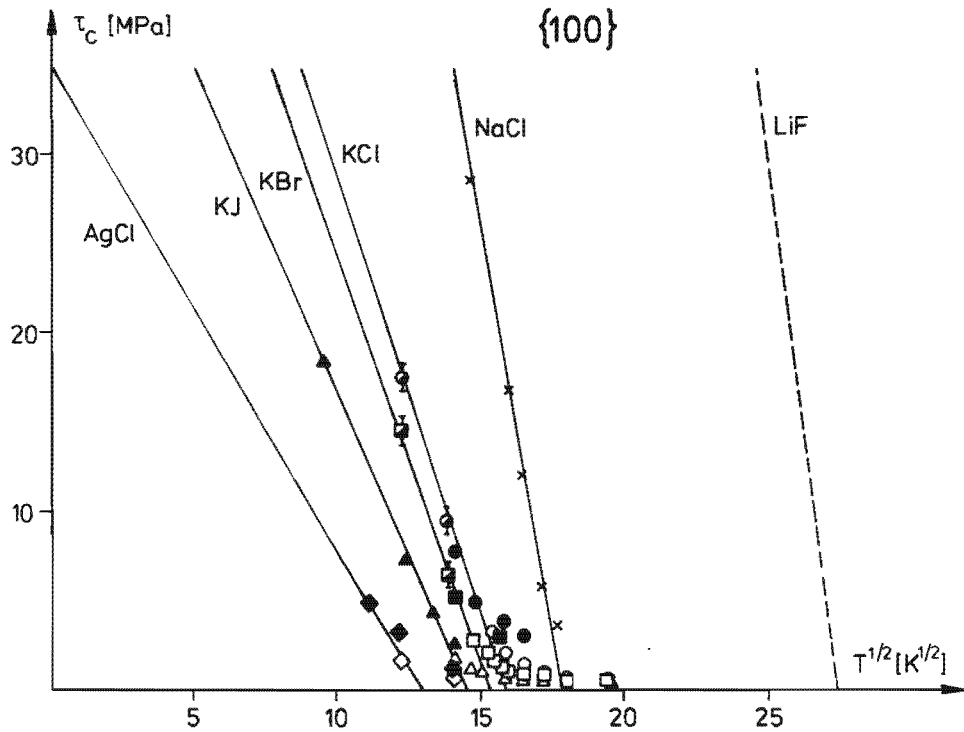 τc [MPa]
{100}
30
20
10
AgCl
KJ
KBr
KCl
NaCl
LiF
T1/2 [K1/2]
5
10
15
20
25